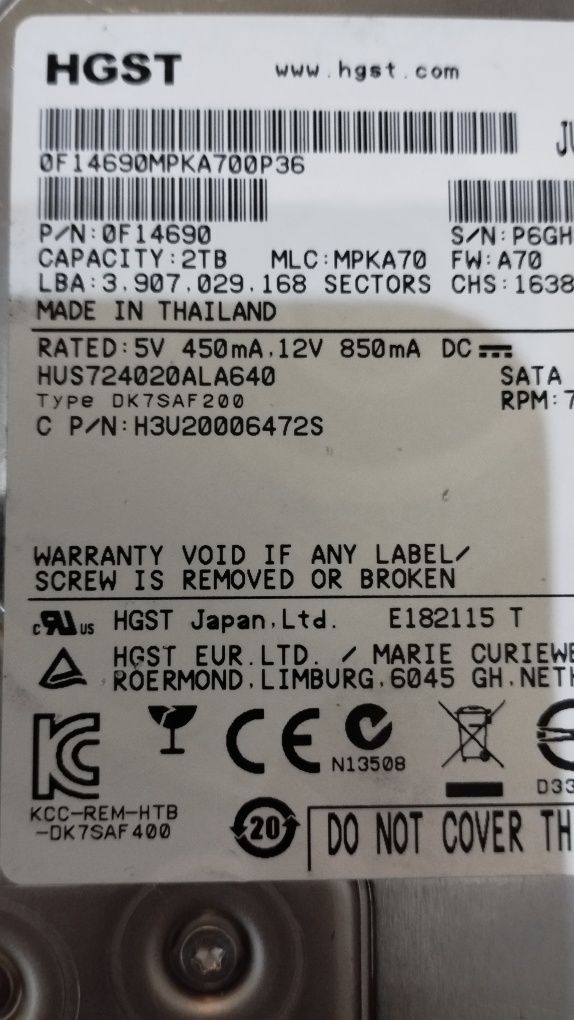 HGST www.hgst.com
0F14690MPKA700P36
P/N:0F14690 S/N:P6GH
CAPACITY:2TB MLC:MPKA70 FW:A70
LBA:3.907.029.168 SECTORS CHS:1638
MADE IN THAILAND
RATED:5V 450mA,12V 850mA DC
HUS724020ALA640 SATA
Type DK7SAF200 RPM:7
C P/N:H3U20006472S
WARRANTY VOID IF ANY LABEL/
SCREW IS REMOVED OR BROKEN
c RU US HGST Japan,Ltd. E182115 T
HGST EUR.LTD. / MARIE CURIEWE
ROERMOND,LIMBURG,6045 GH.NETH
CE N13508 D33
KCC-REM-HTB
-DK7SAF400
20 DO NOT COVER TH